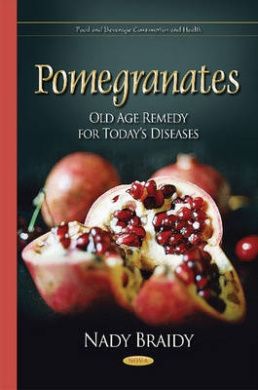 Food and Beverage Consumption and Health
Pomegranates
Old Age Remedy
for Today's Diseases
Nady Braidy
NOVA